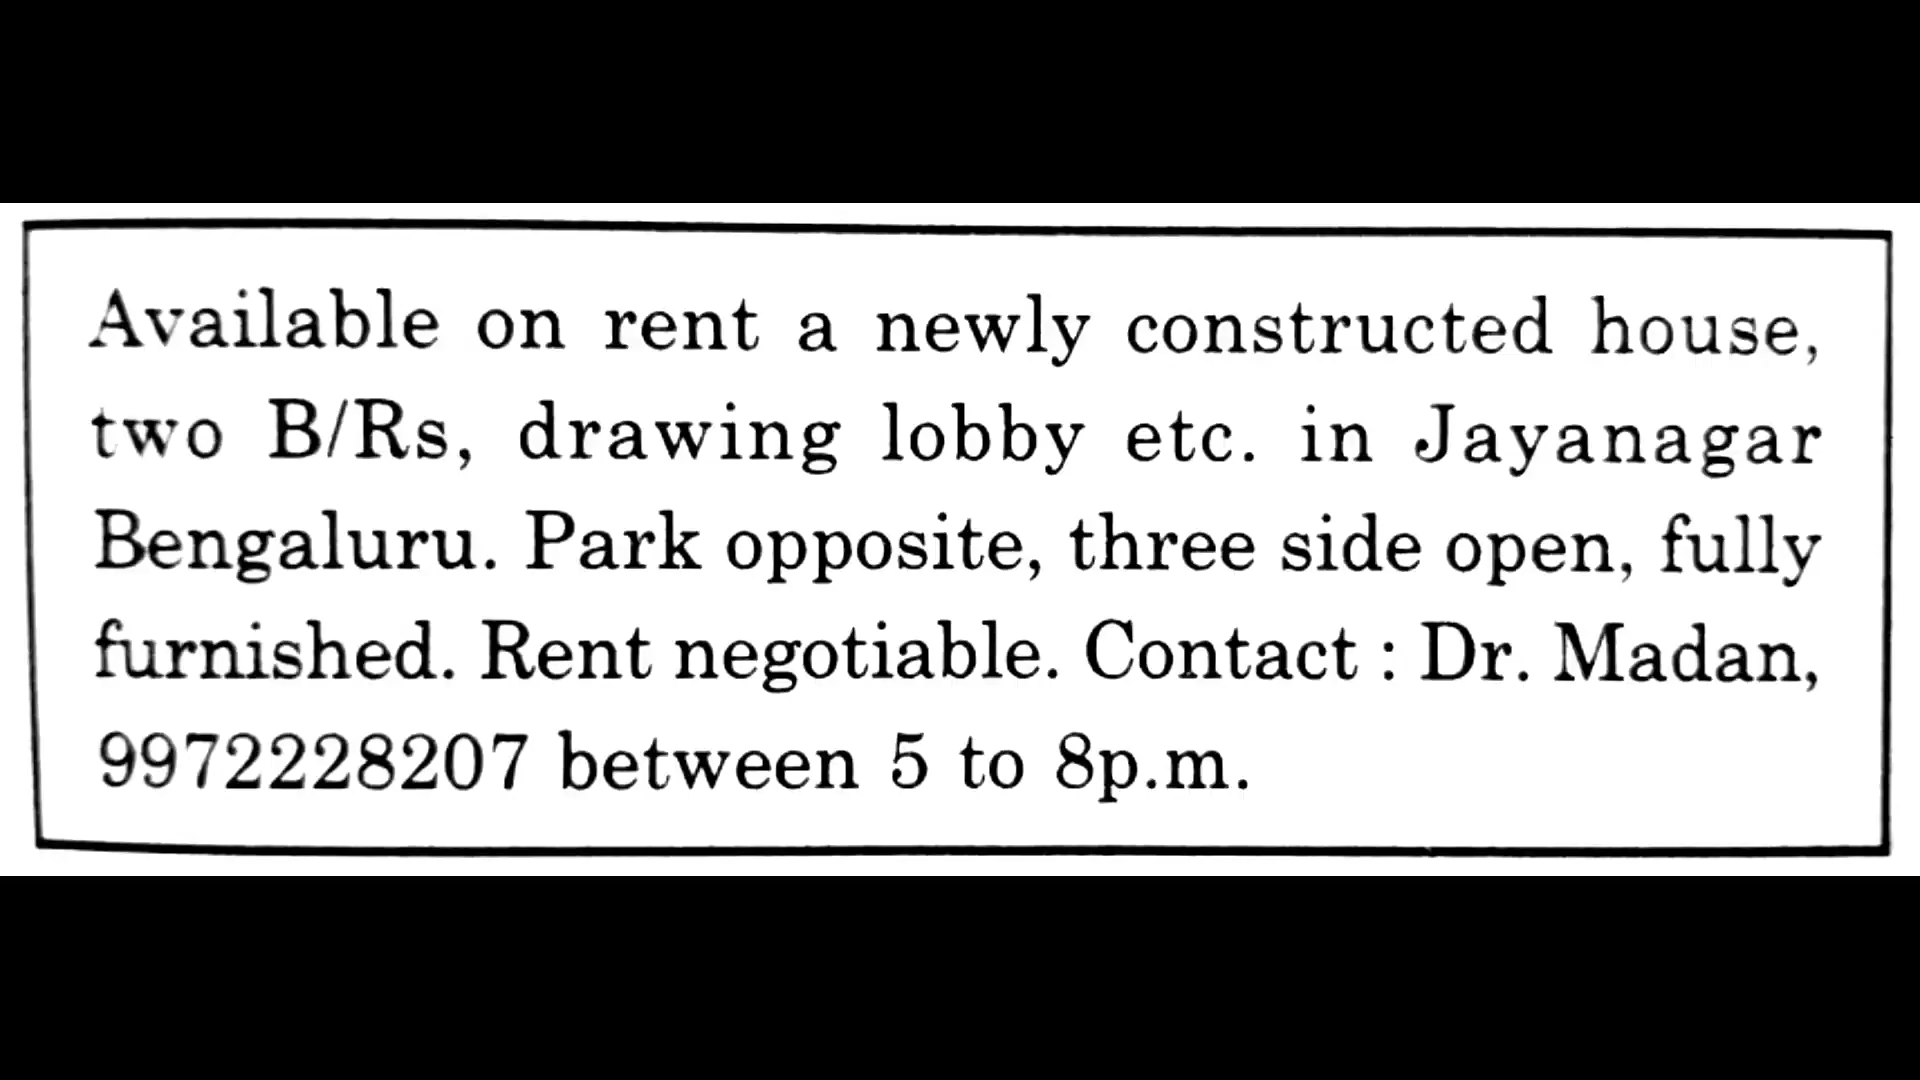 Available on rent a newly constructed house,
two B/Rs, drawing lobby etc. in Jayanagar
Bengaluru. Park opposite, three side open, fully
furnished. Rent negotiable. Contact : Dr. Madan,
9972228207 between 5 to 8p.m.